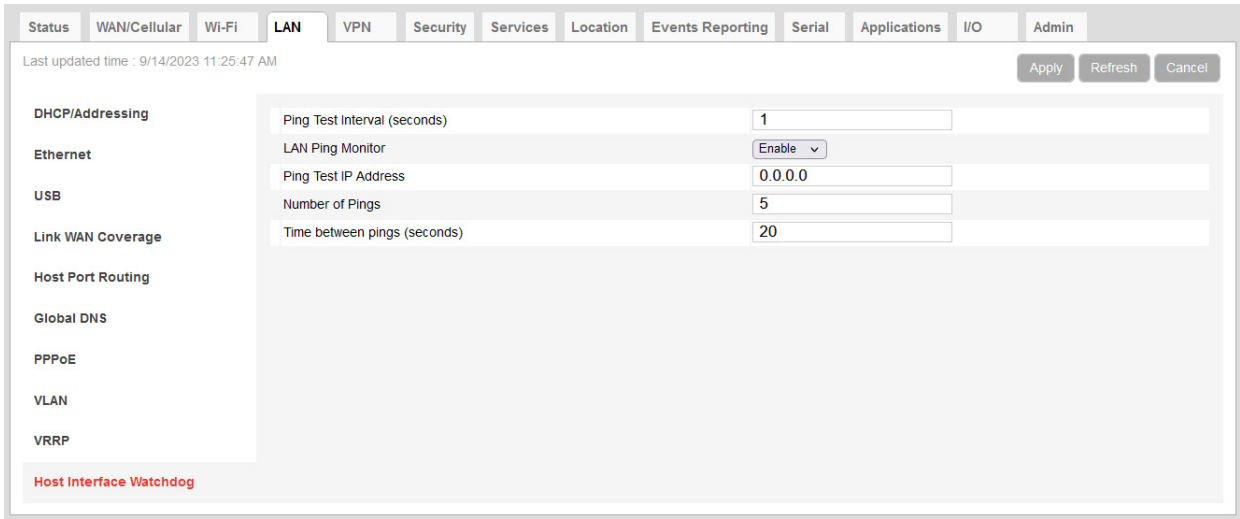 Status WAN/Cellular Wi-Fi LAN VPN Security Services Location Events Reporting Serial Applications I/O Admin
Last updated time : 9/14/2023 11:25:47 AM
Apply Refresh Cancel
DHCP/Addressing
Ethernet
USB
Link WAN Coverage
Host Port Routing
Global DNS
PPPoE
VLAN
VRRP
Host Interface Watchdog
Ping Test Interval (seconds) 1
LAN Ping Monitor Enable
Ping Test IP Address 0.0.0.0
Number of Pings 5
Time between pings (seconds) 20